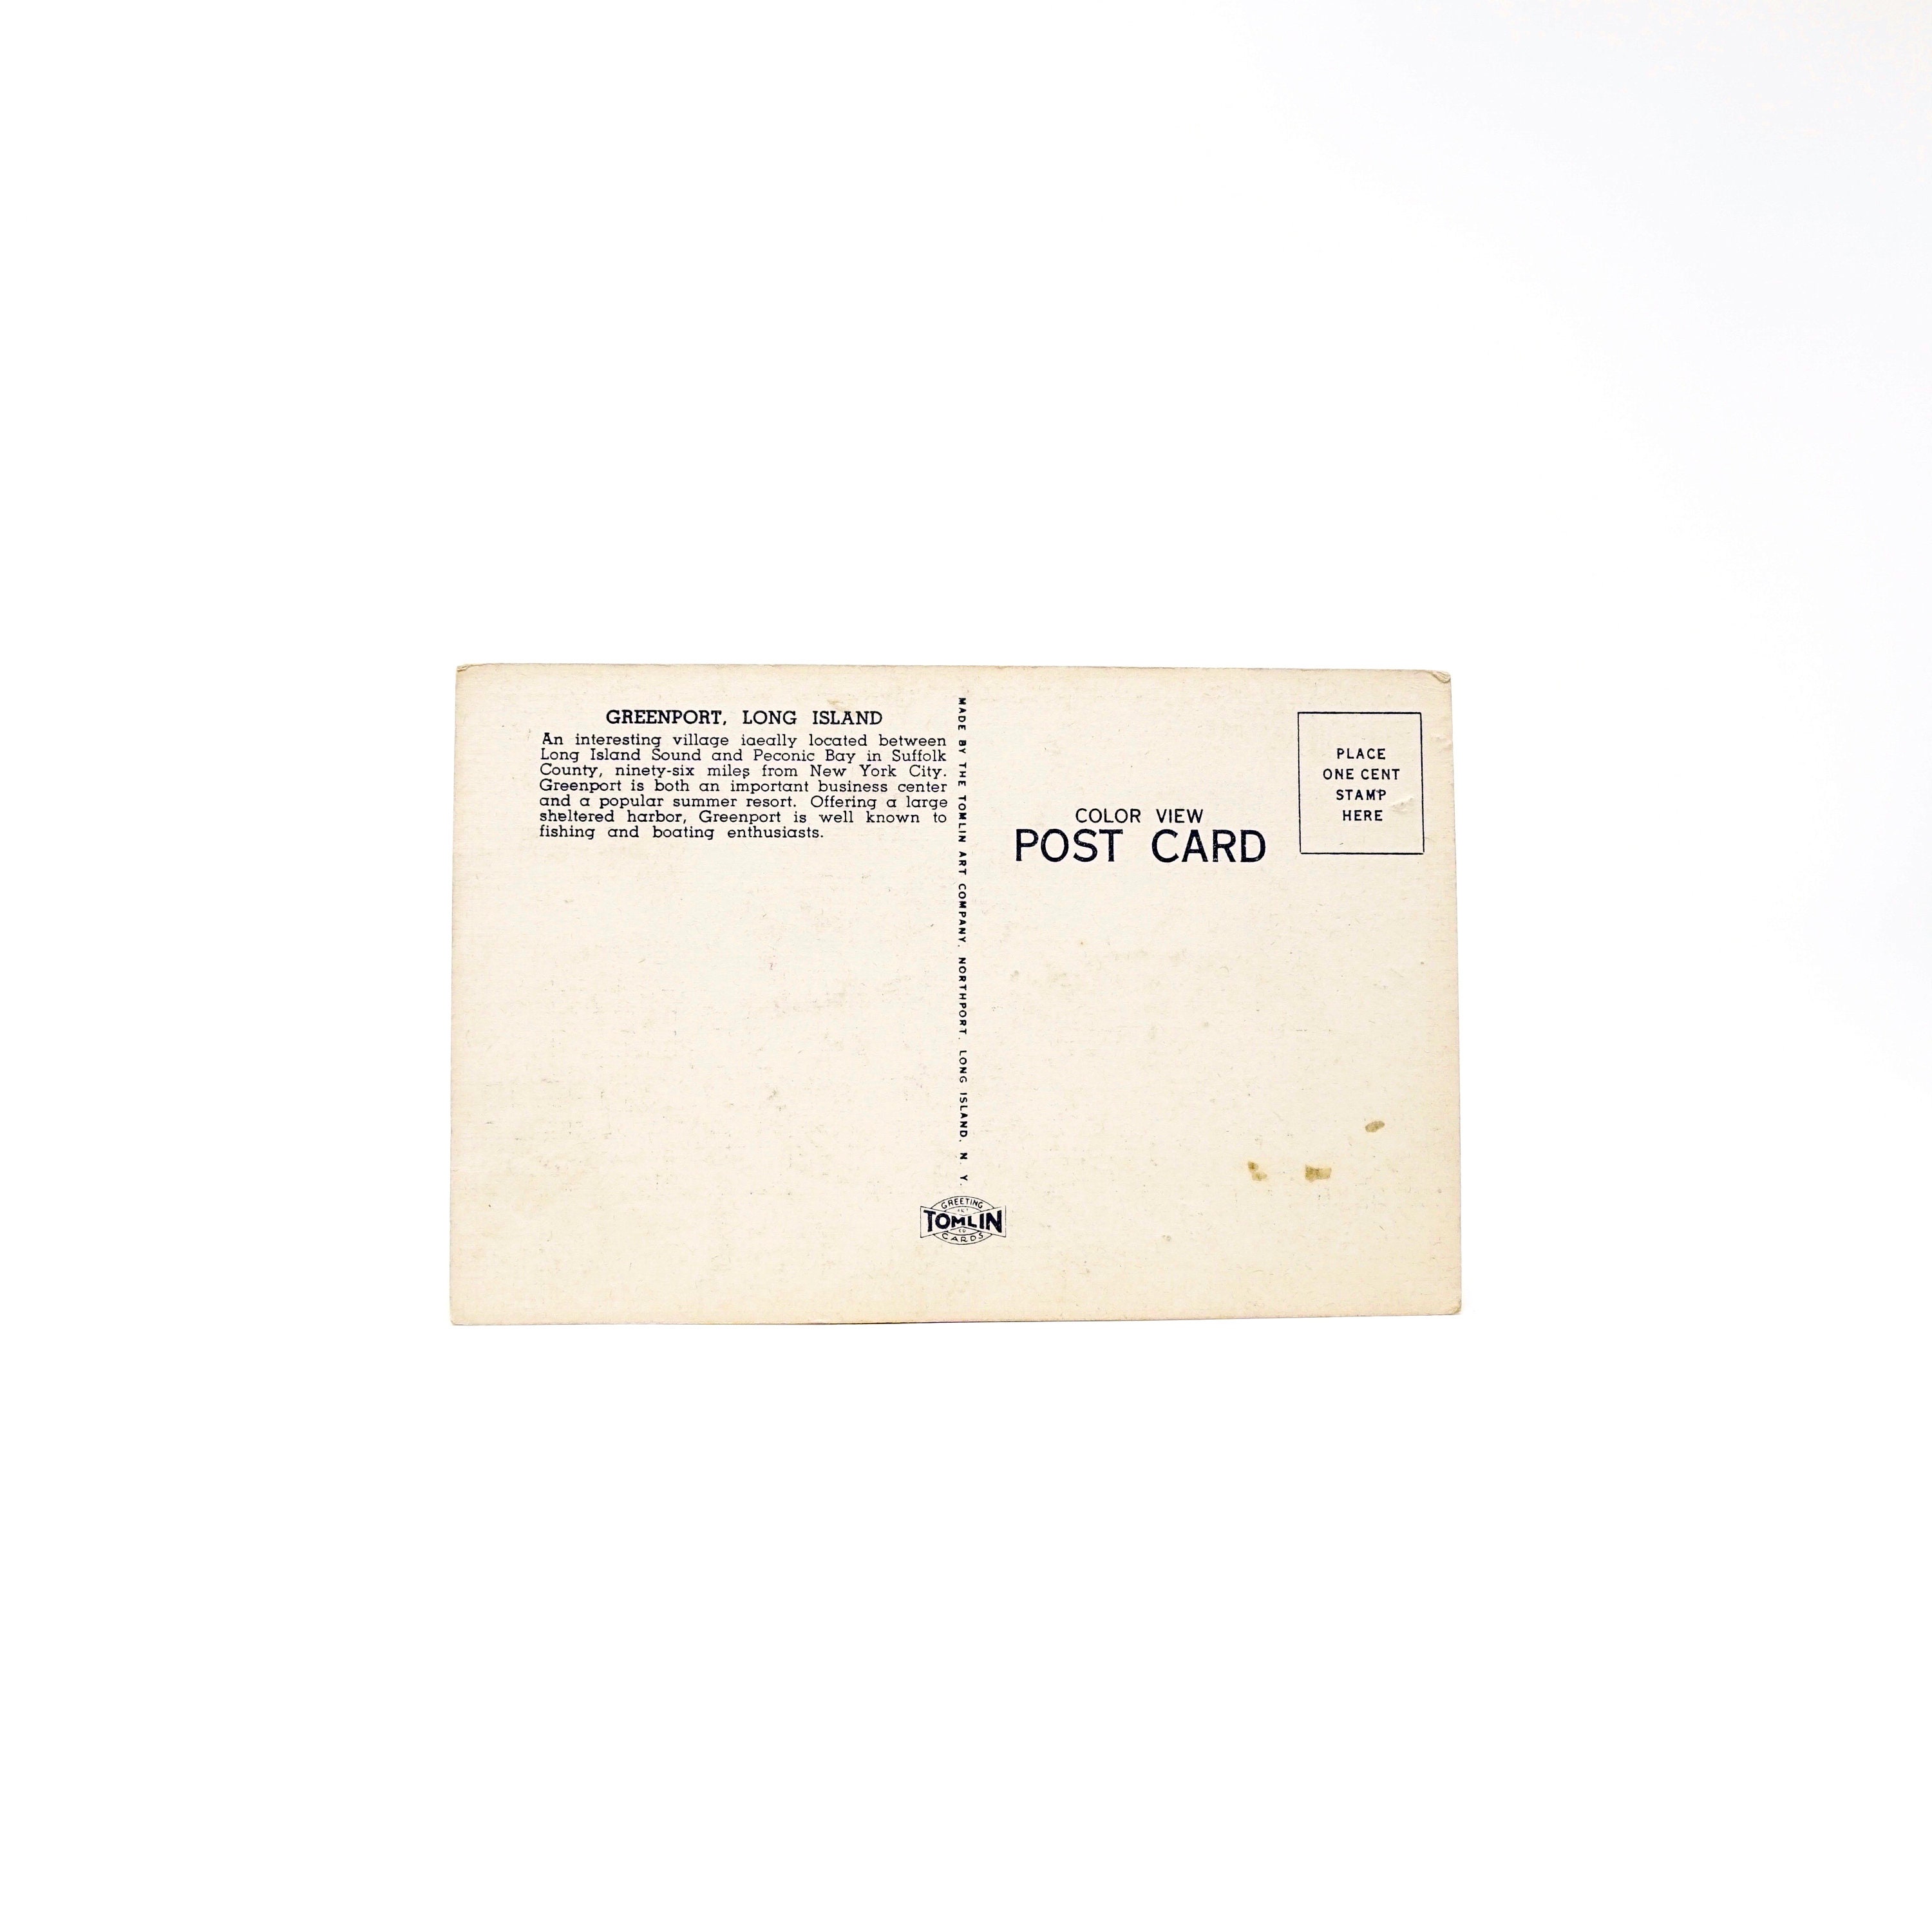 GREENPORT, LONG ISLAND
An interesting village iaeally located between
Long Island Sound and Peconic Bay in Suffolk
County, ninety-six miles from New York City.
Greenport is both an important business center
and a popular summer resort. Offering a large
sheltered harbor, Greenport is well known to
fishing and boating enthusiasts.
MADE BY THE TOMLIN ART COMPANY, NORTHPORT, LONG ISLAND, N. Y.
GREETING
TOMLIN
CARDS
COLOR VIEW
POST CARD
PLACE
ONE CENT
STAMP
HERE